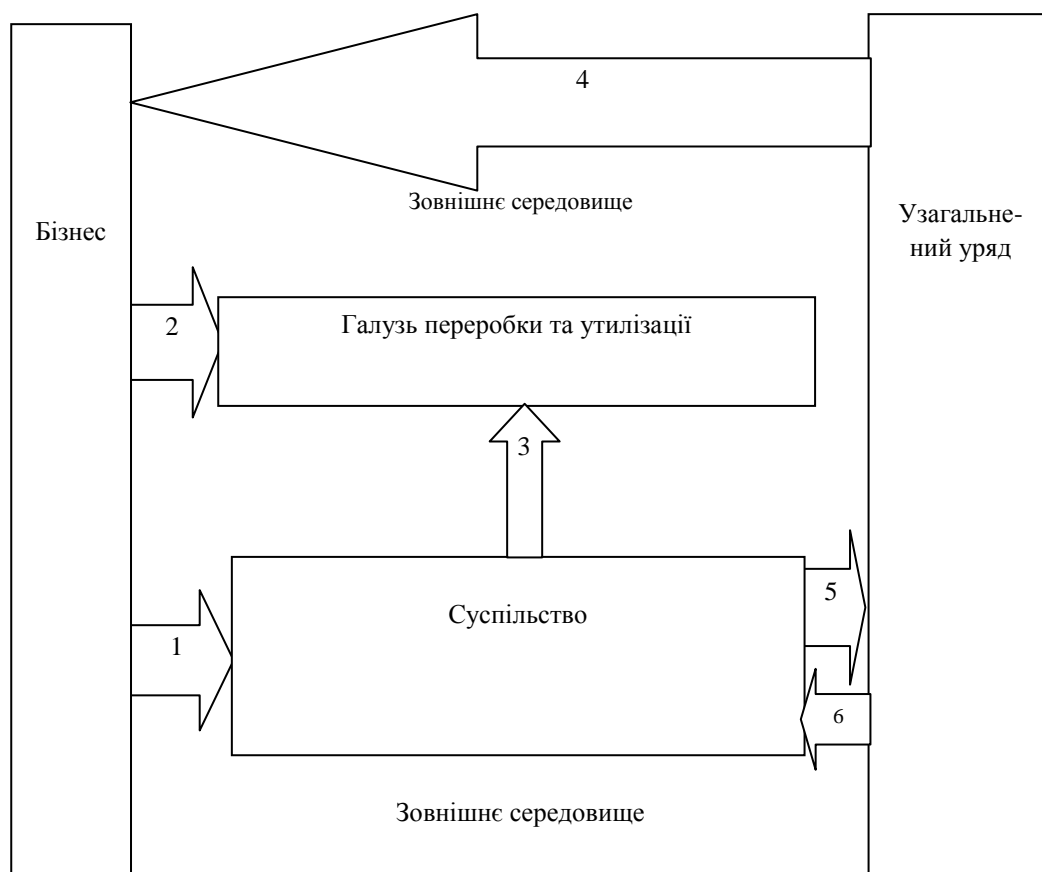 4
Зовнішнє середовище
Бізнес
Узагальне-
ний уряд
2
Галузь переробки та утилізації
3
5
Суспільство
1
6
Зовнішнє середовище